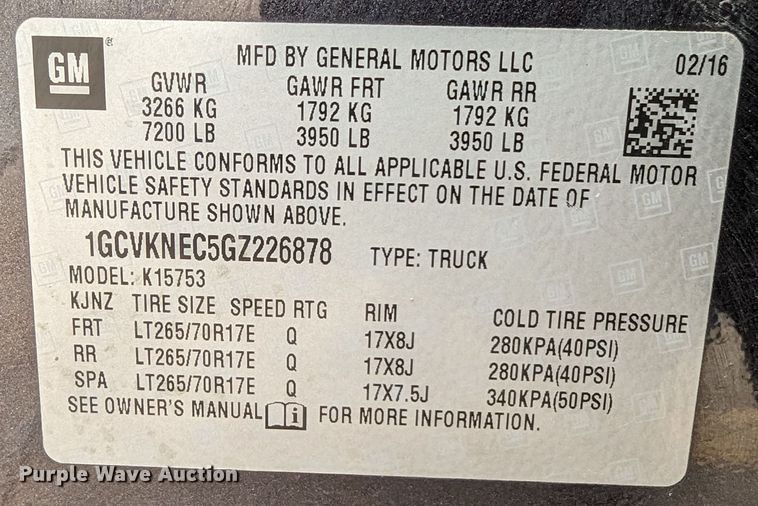 GM ®
MFD BY GENERAL MOTORS LLC 02/16
GVWR GAWR FRT GAWR RR
3266 KG 1792 KG 1792 KG
7200 LB 3950 LB 3950 LB
THIS VEHICLE CONFORMS TO ALL APPLICABLE U.S. FEDERAL MOTOR
VEHICLE SAFETY STANDARDS IN EFFECT ON THE DATE OF
MANUFACTURE SHOWN ABOVE.
1GCVKNEC5GZ226878 TYPE: TRUCK
MODEL: K15753
KJNZ TIRE SIZE SPEED RTG RIM COLD TIRE PRESSURE
FRT LT265/70R17E Q 17X8J 280KPA(40PSI)
RR LT265/70R17E Q 17X8J 280KPA(40PSI)
SPA LT265/70R17E Q 17X7.5J 340KPA(50PSI)
SEE OWNER'S MANUAL i FOR MORE INFORMATION.
Purple Wave Auction